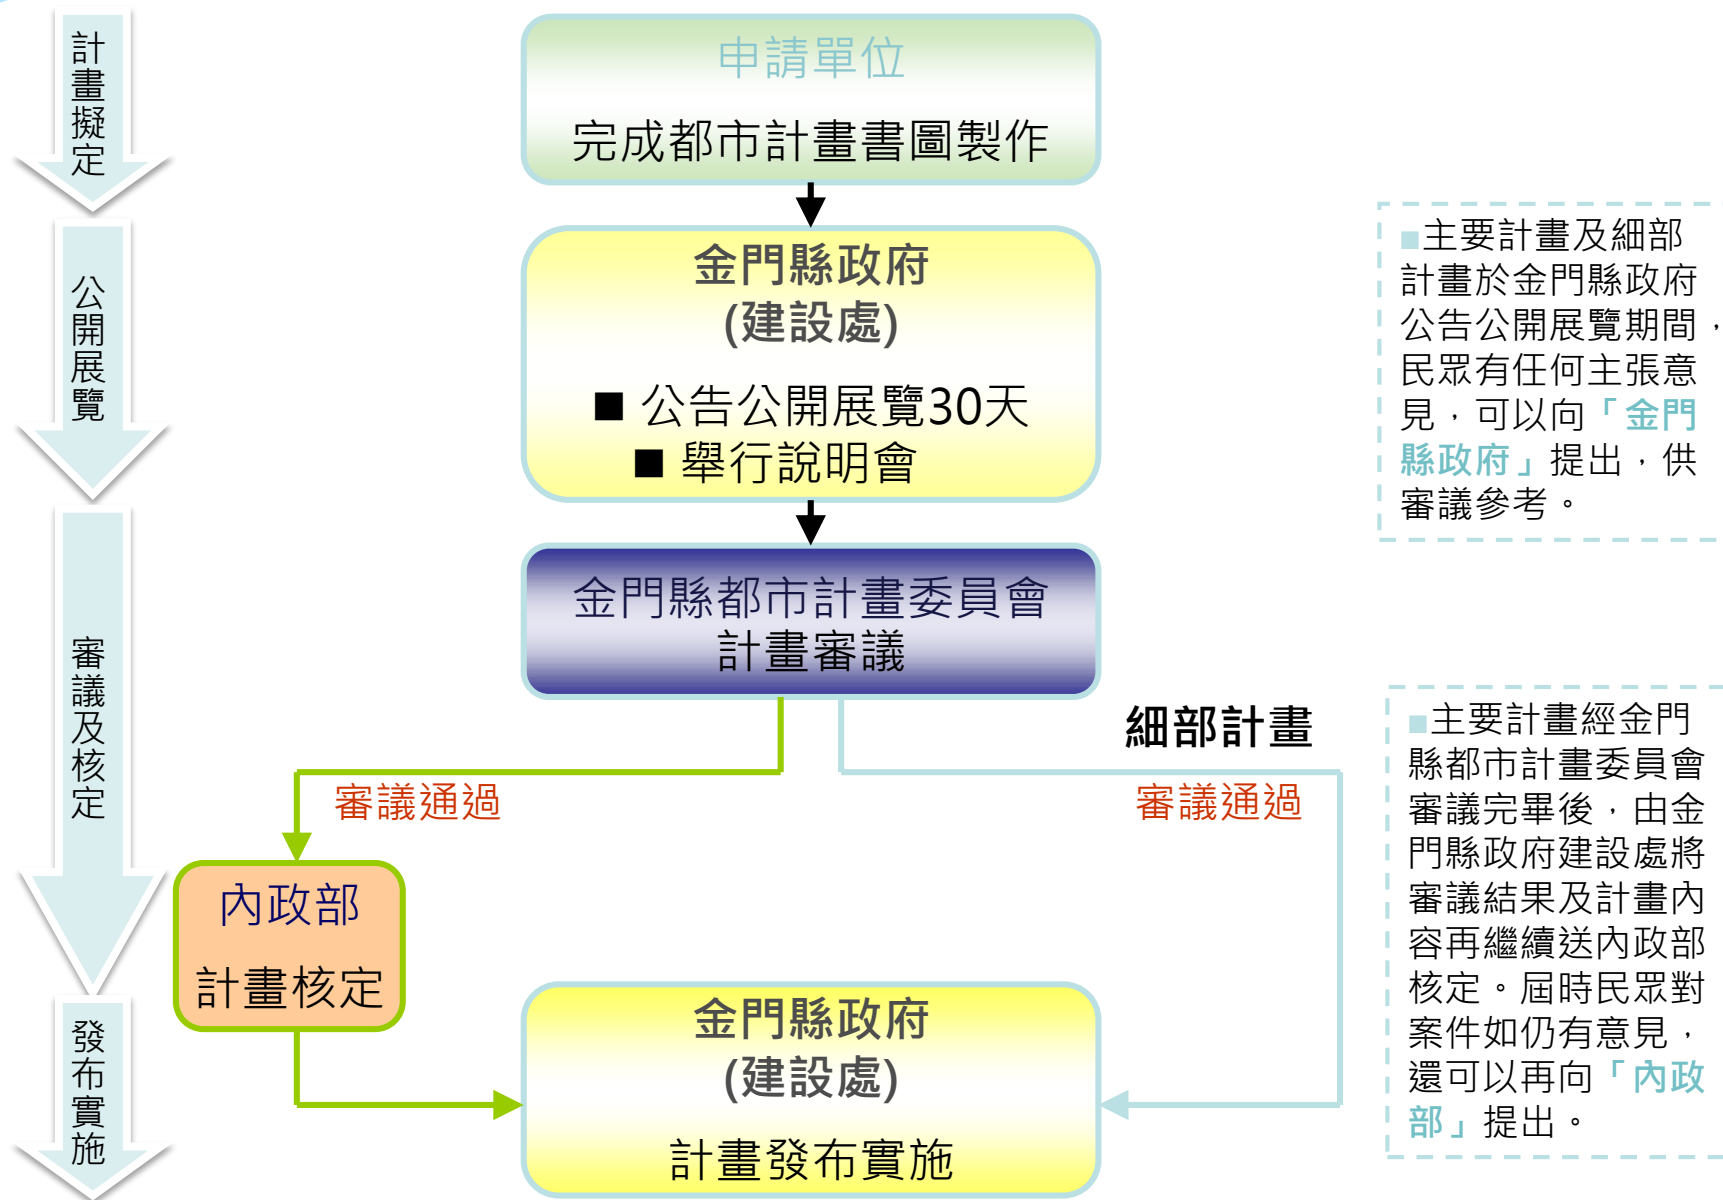 計畫擬定
公開展覽
審議及核定
發布實施
申請單位
完成都市計畫書圖製作
金門縣政府
(建設處)
■ 公告公開展覽30天
■ 舉行說明會
金門縣都市計畫委員會
計畫審議
細部計畫
審議通過
審議通過
內政部
計畫核定
金門縣政府
(建設處)
計畫發布實施
■主要計畫及細部
計畫於金門縣政府
公告公開展覽期間，
民眾有任何主張意
見，可以向「金門
縣政府」提出，供
審議參考。
■主要計畫經金門
縣都市計畫委員會
審議完畢後，由金
門縣政府建設處將
審議結果及計畫內
容再繼續送內政部
核定。屆時民眾對
案件如仍有意見，
還可以再向「內政
部」提出。